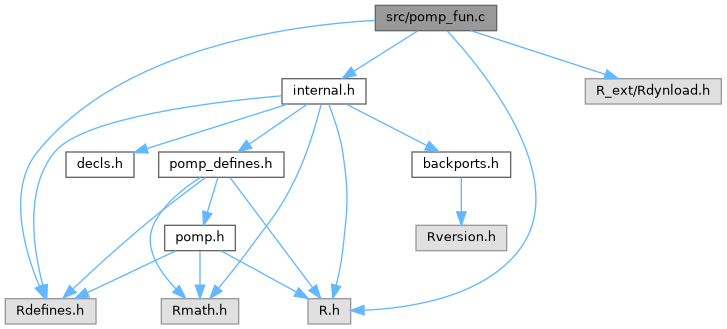 src/pomp_fun.c
internal.h
R_ext/Rdynload.h
decls.h
pomp_defines.h
backports.h
pomp.h
Rversion.h
Rdefines.h
Rmath.h
R.h